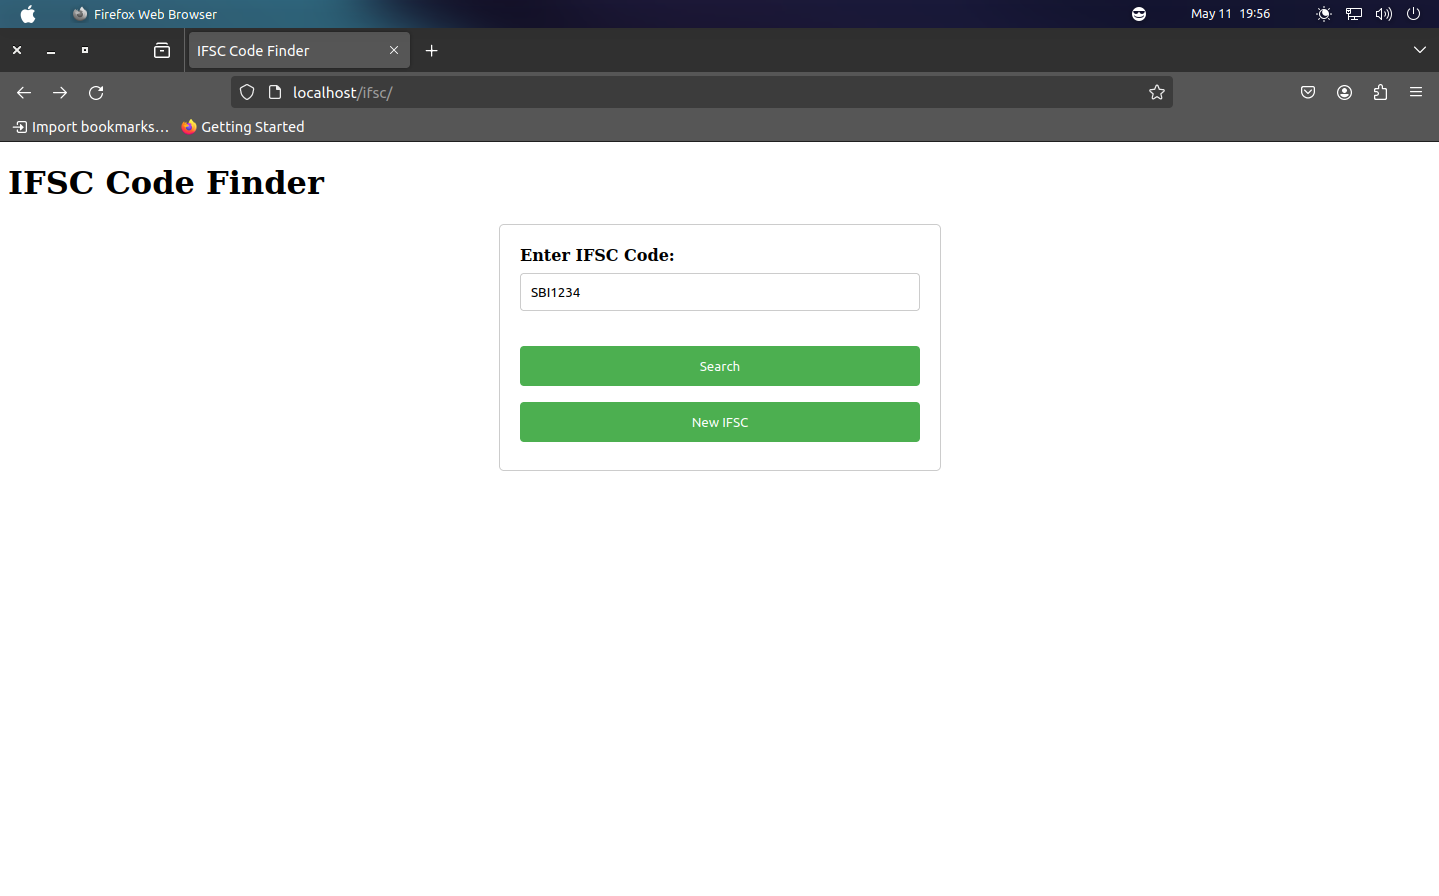 Firefox Web Browser
May 11 19:56
IFSC Code Finder
localhost/ifsc/
Import bookmarks...
Getting Started
IFSC Code Finder
Enter IFSC Code:
SBI1234
Search
New IFSC